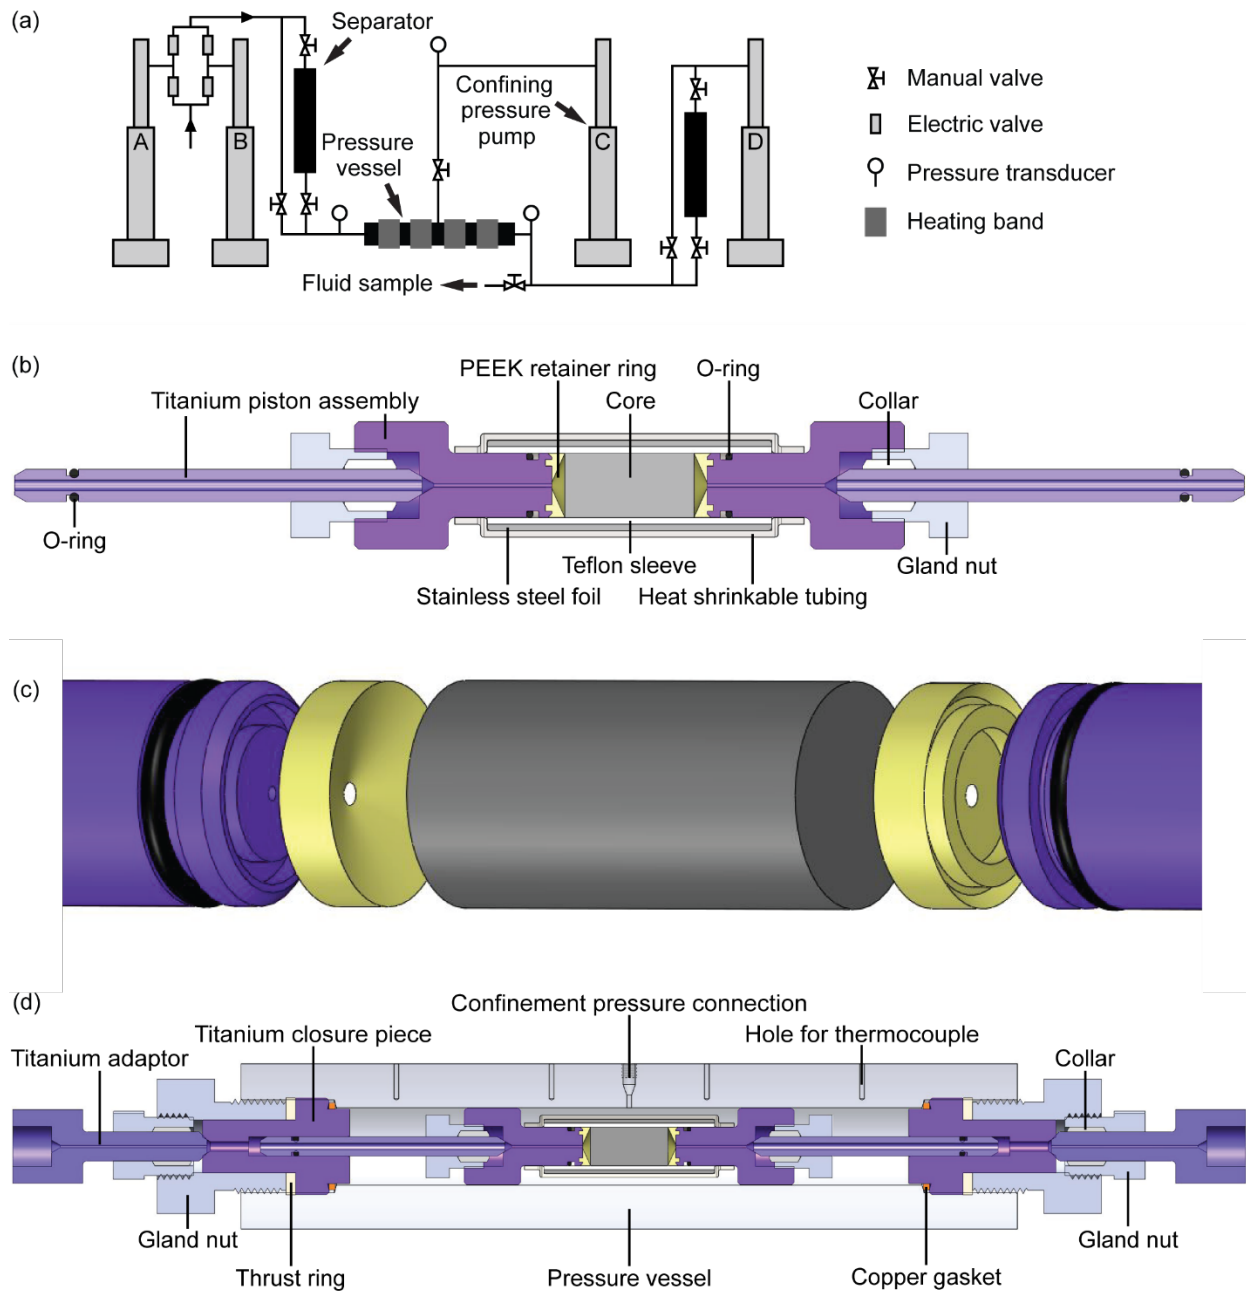 (a)
Separator
Confining
pressure
pump
Pressure
vessel
A
B
C
D
Fluid sample
Manual valve
Electric valve
Pressure transducer
Heating band
(b)
PEEK retainer ring
O-ring
Titanium piston assembly
Core
Collar
O-ring
Teflon sleeve
Gland nut
Stainless steel foil
Heat shrinkable tubing
(c)
(d)
Confinement pressure connection
Titanium closure piece
Hole for thermocouple
Titanium adaptor
Collar
Gland nut
Gland nut
Thrust ring
Pressure vessel
Copper gasket